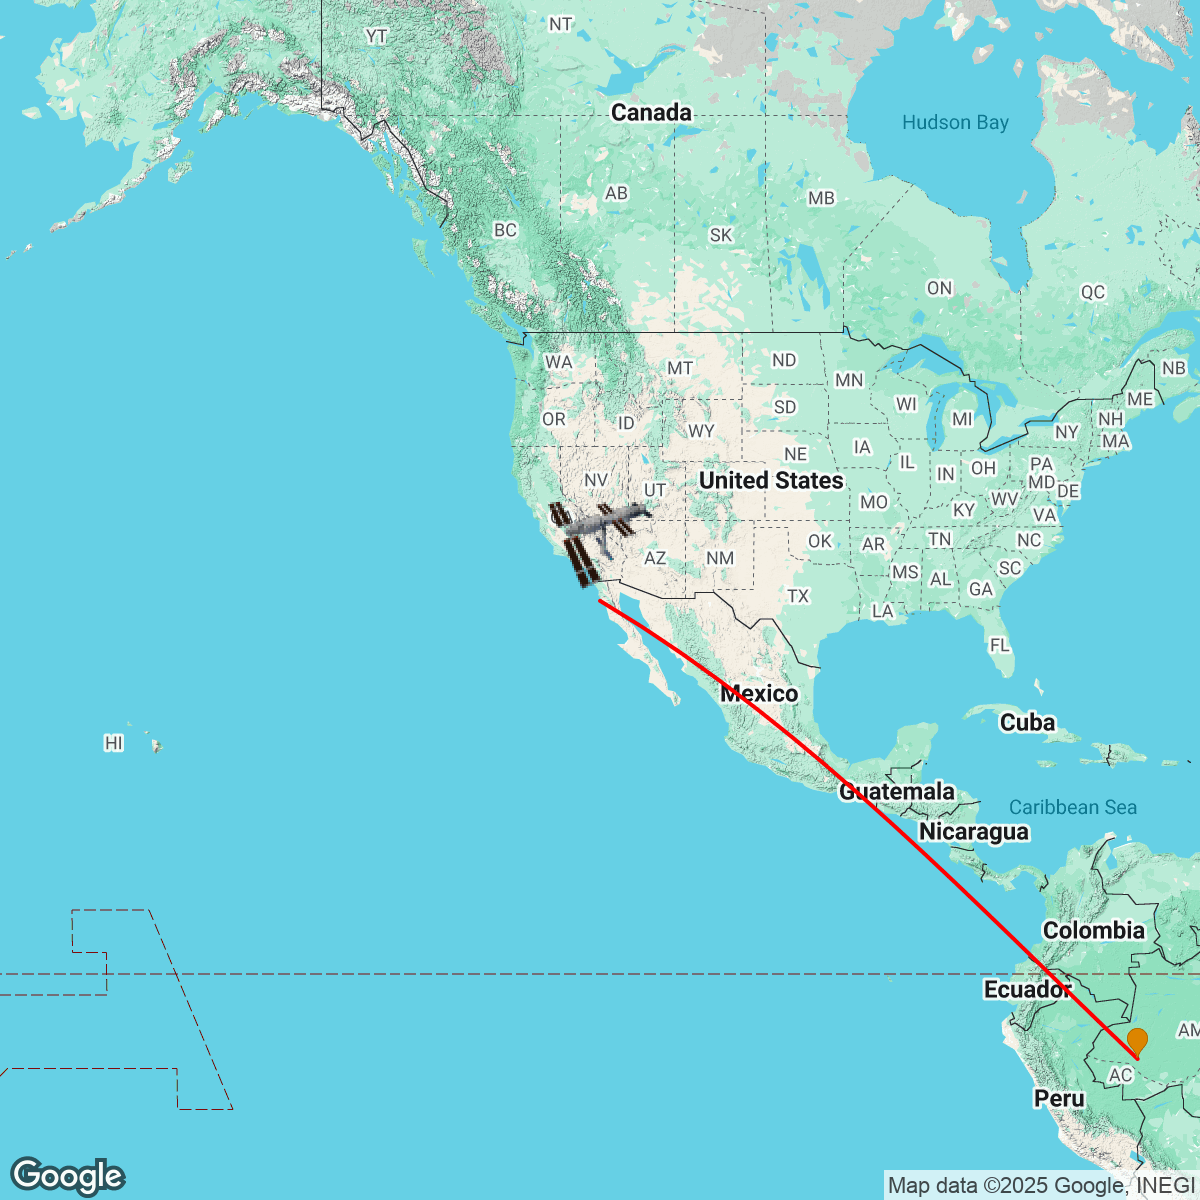 NT
YT
Canada
Hudson Bay
AB
MB
BC
SK
ON
QC
WA
MT
ND
NB
MN
ME
OR
ID
SD
WI
MI
NH
WY
NY
MA
IA
NE
IL
IN
OH
PA
NV
UT
United States
MD
DE
MO
WV
KY
VA
OK
AR
TN
NC
AZ
NM
MS
AL
SC
GA
TX
LA
FL
Mexico
Cuba
HI
Guatemala
Caribbean Sea
Nicaragua
Colombia
Ecuador
AM
AC
Peru
Google
Map data ©2025 Google, INEGI